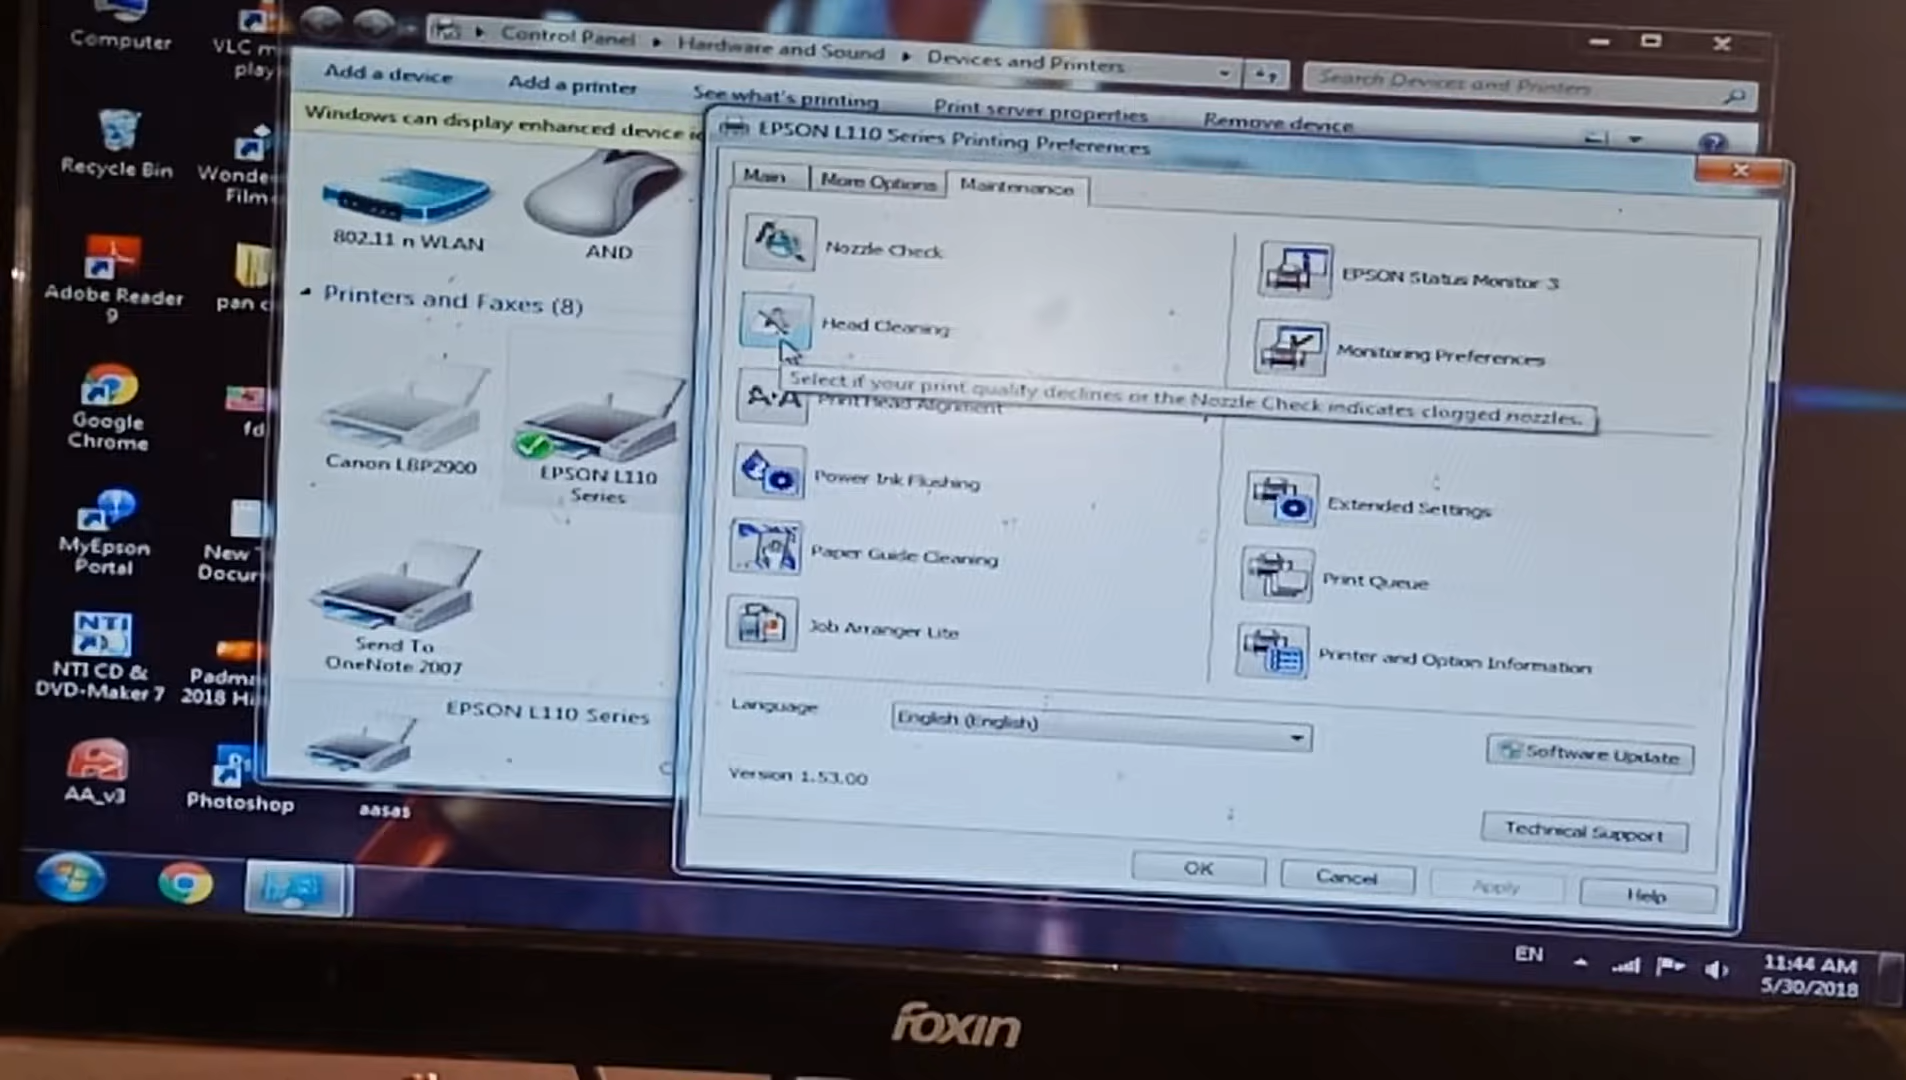 Computer
VLC m
play
Recycle Bin
Wonde
Film
Adobe Reader
9
pan c
Google
Chrome
fd
MyEpson
Portal
New
Docur
NTI
NTI CD &
DVD-Maker 7
Padma
2018 H
AA_v3
Photoshop
aasas
Control Panel
Hardware and Sound
Devices and Printers
Search Devices and Printers
Add a device
Add a printer
See what's printing
Print server properties
Remove device
Windows can display enhanced device ic
802.11 n WLAN
AND
Printers and Faxes (8)
Canon LBP2900
EPSON L110
Series
Send To
OneNote 2007
EPSON L110 Series
EPSON L110 Series Printing Preferences
Main
More Options
Maintenance
Nozzle Check
Head Cleaning
Select if your print quality declines or the Nozzle Check indicates clogged nozzles.
Print Head Alignment
Power Ink Flushing
Paper Guide Cleaning
Job Arranger Lite
EPSON Status Monitor 3
Monitoring Preferences
Extended Settings
Print Queue
Printer and Option Information
Language
English (English)
Software Update
Version 1.53.00
Technical Support
OK
Cancel
Apply
Help
EN
11:44 AM
5/30/2018
foxin